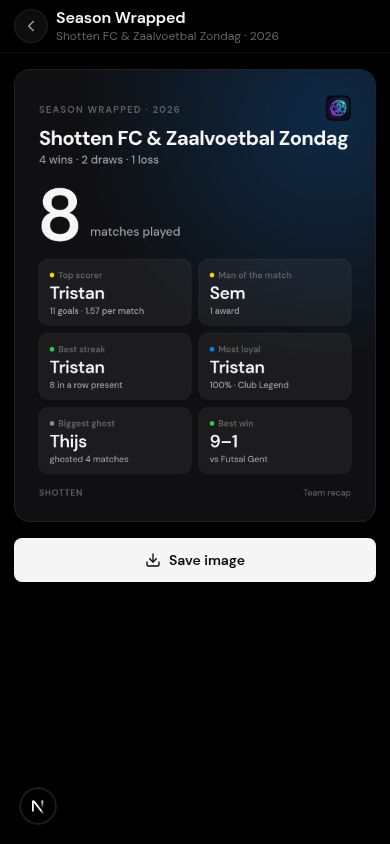 Season Wrapped
Shotten FC & Zaalvoetbal Zondag · 2026
SEASON WRAPPED · 2026
Shotten FC & Zaalvoetbal Zondag
4 wins · 2 draws · 1 loss
8 matches played
Top scorer
Tristan
11 goals · 1.57 per match
Man of the match
Sem
1 award
Best streak
Tristan
8 in a row present
Most loyal
Tristan
100% · Club Legend
Biggest ghost
Thijs
ghosted 4 matches
Best win
9–1
vs Futsal Gent
SHOTTEN
Team recap
Save image
N